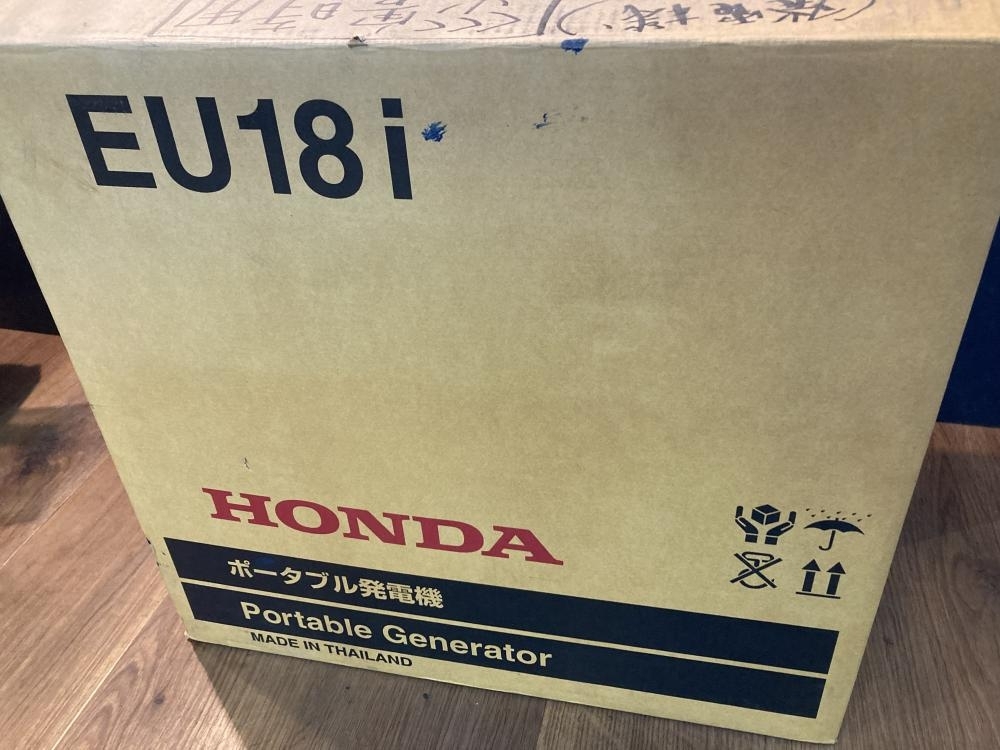 EU18i
HONDA
ポータブル発電機
Portable Generator
MADE IN THAILAND